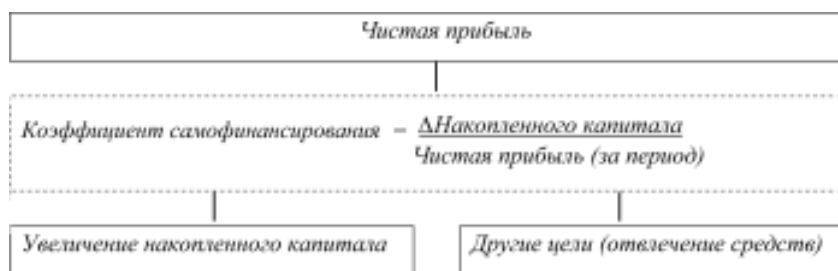 Чистая прибыль
Коэффициент самофинансирования = ΔНакопленного капитала
Чистая прибыль (за период)
Увеличение накопленного капитала
Другие цели (отвлечение средств)